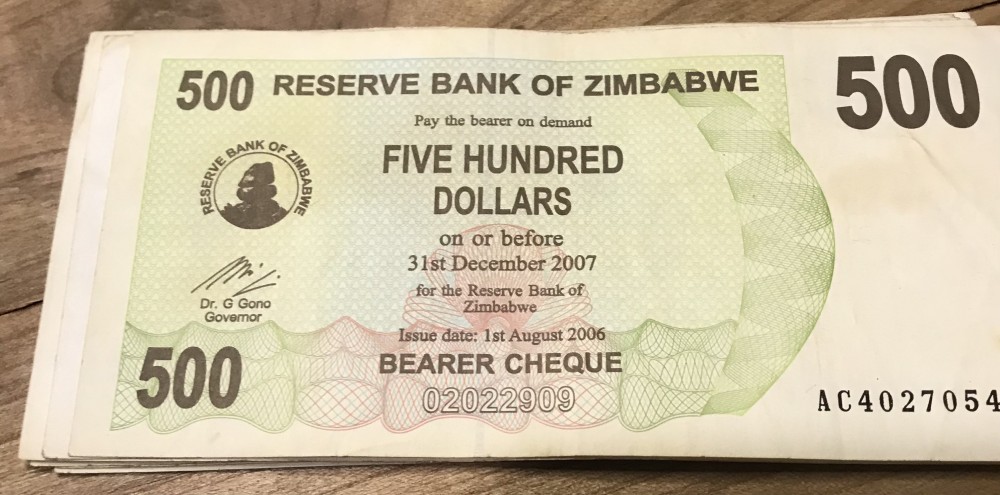 500 RESERVE BANK OF ZIMBABWE
500
Pay the bearer on demand
FIVE HUNDRED
DOLLARS
RESERVE BANK OF ZIMBABWE
on or before
31st December 2007
for the Reserve Bank of
Zimbabwe
Dr. G Gono
Governor
Issue date: 1st August 2006
500
BEARER CHEQUE
02022909
AC4027054